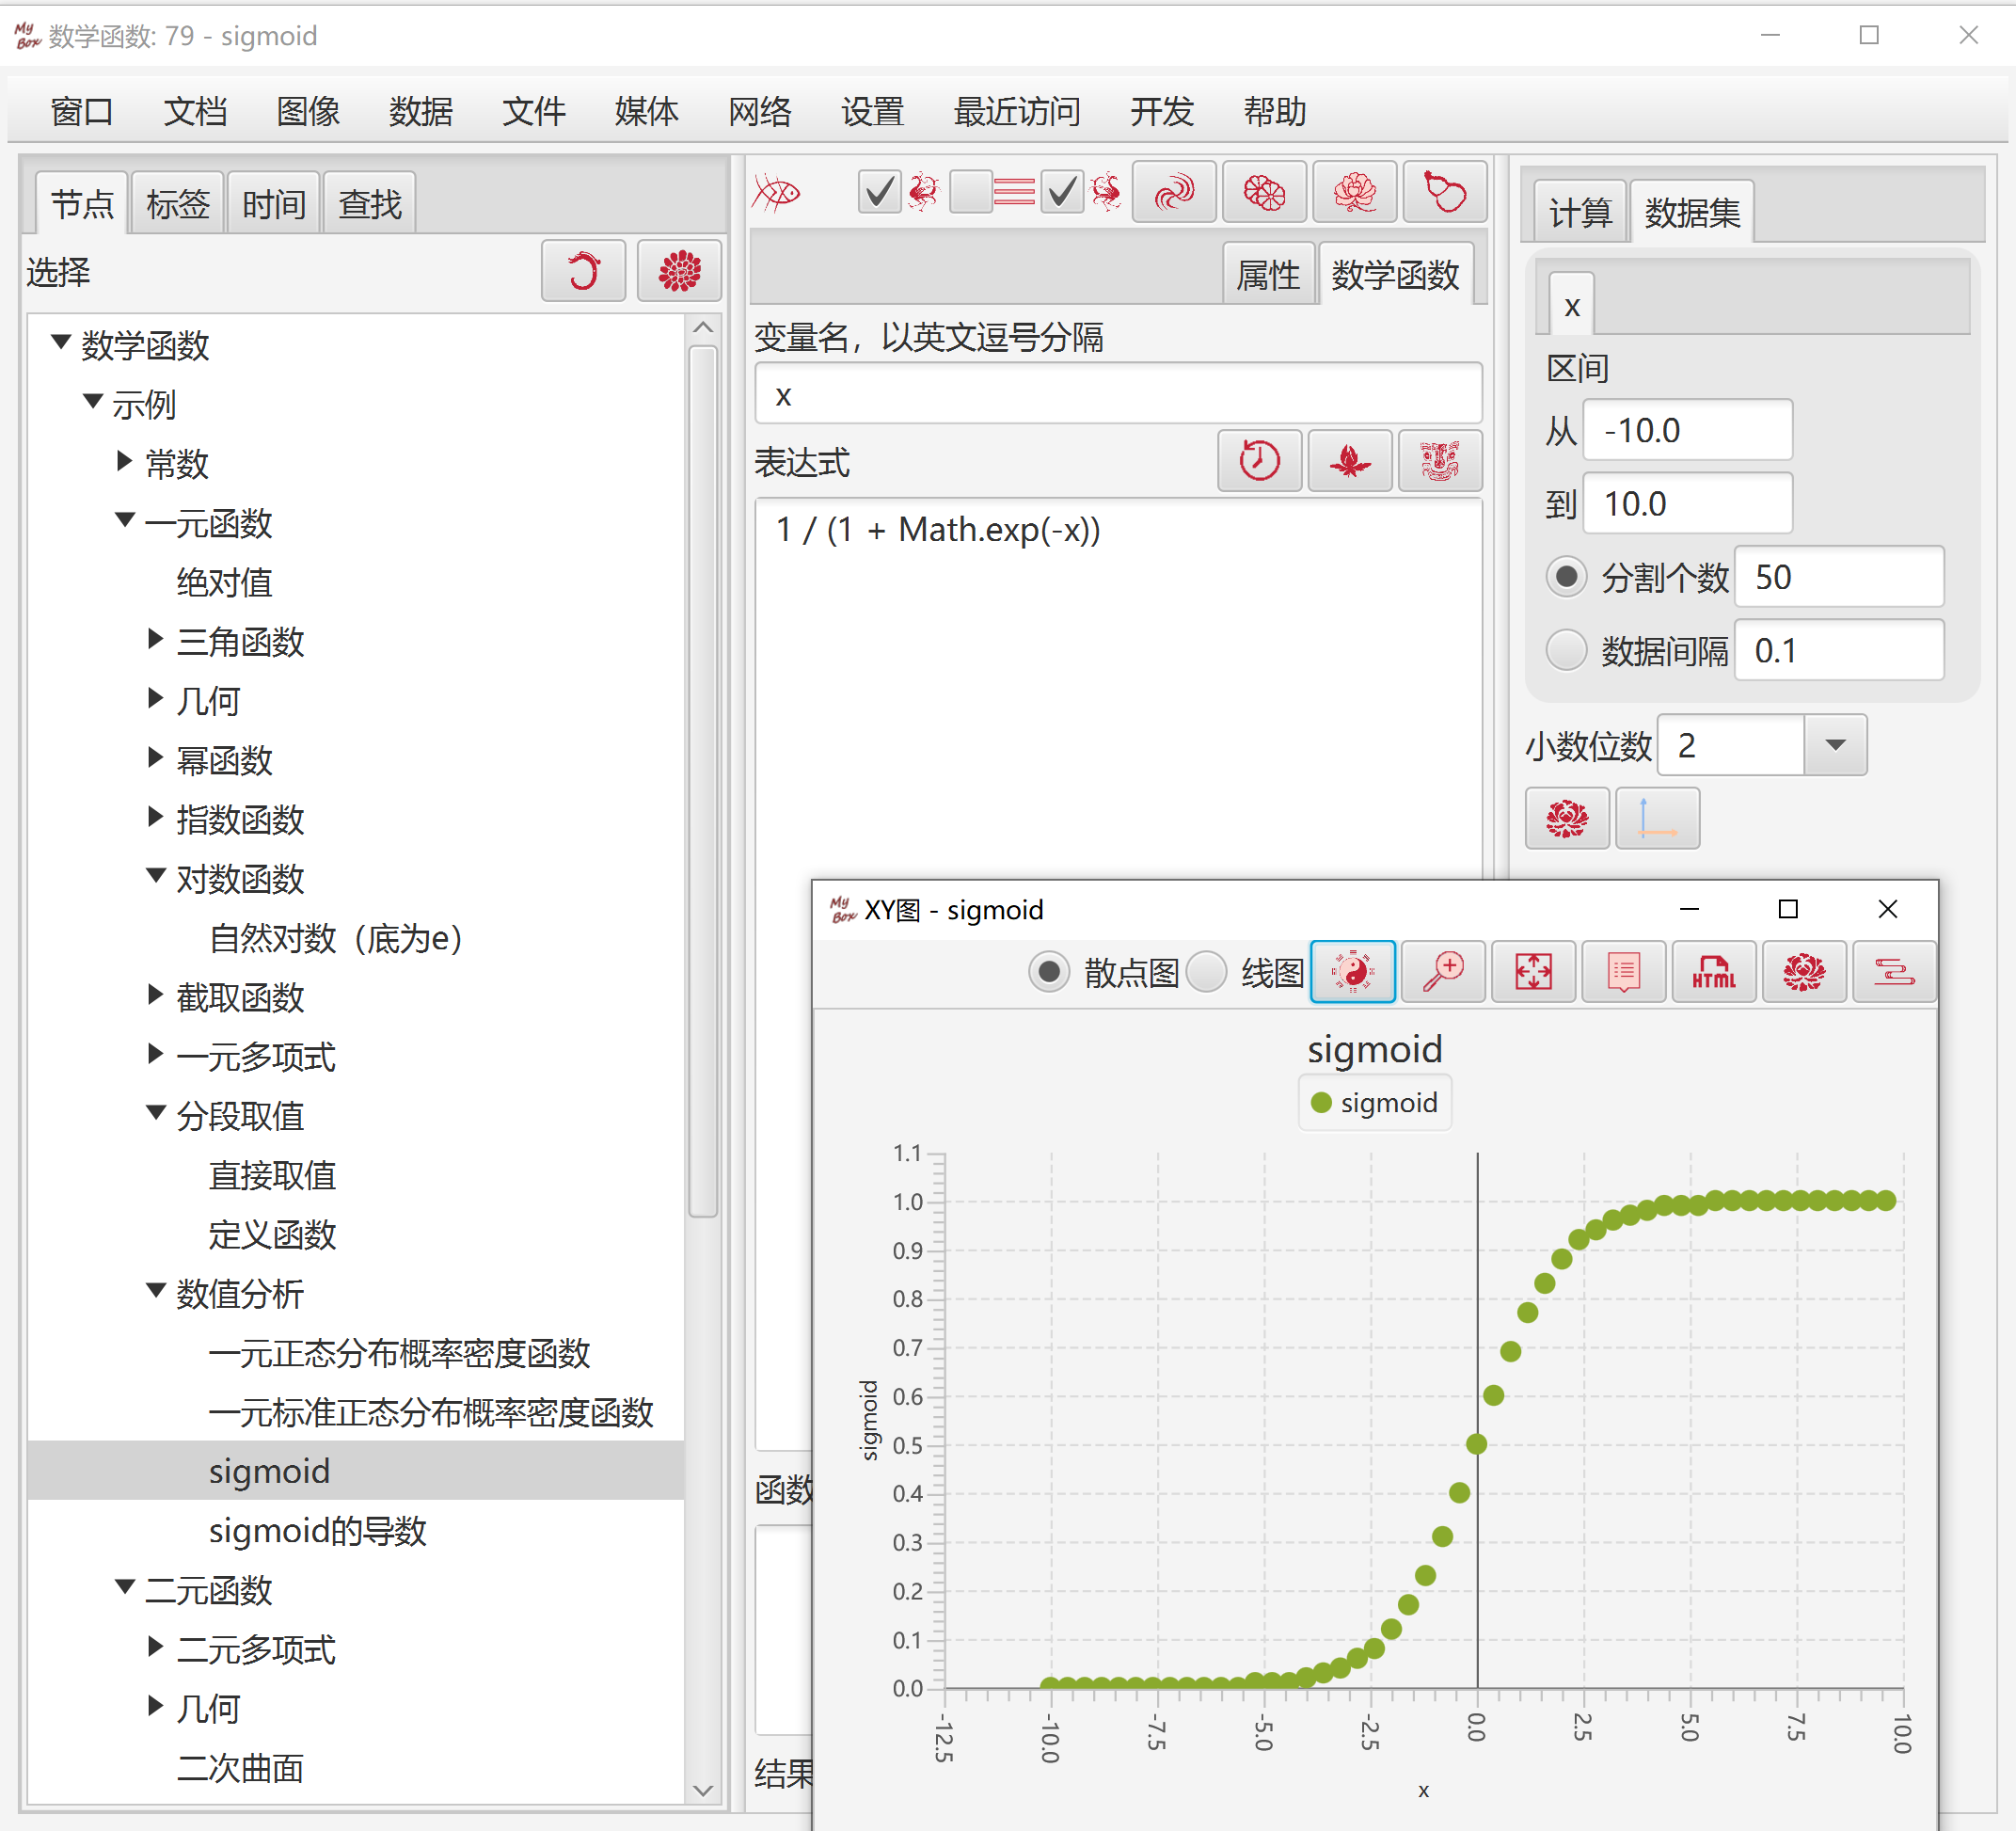 My Box 数学函数: 79 - sigmoid
窗口 文档 图像 数据 文件 媒体 网络 设置 最近访问 开发 帮助
节点 标签 时间 查找
选择
数学函数
示例
常数
一元函数
绝对值
三角函数
几何
幂函数
指数函数
对数函数
自然对数（底为e）
截取函数
一元多项式
分段取值
直接取值
定义函数
数值分析
一元正态分布概率密度函数
一元标准正态分布概率密度函数
sigmoid
sigmoid的导数
二元函数
二元多项式
几何
二次曲面
属性 数学函数
变量名，以英文逗号分隔
x
表达式
1 / (1 + Math.exp(-x))
函数
结果
计算 数据集
x
区间
从 -10.0
到 10.0
分割个数 50
数据间隔 0.1
小数位数 2
My Box XY图 - sigmoid
散点图 线图 HTML
sigmoid
sigmoid
1.1
1.0
0.9
0.8
0.7
0.6
0.5
0.4
0.3
0.2
0.1
0.0
sigmoid
-12.5 -10.0 -7.5 -5.0 -2.5 0.0 2.5 5.0 7.5 10.0
x